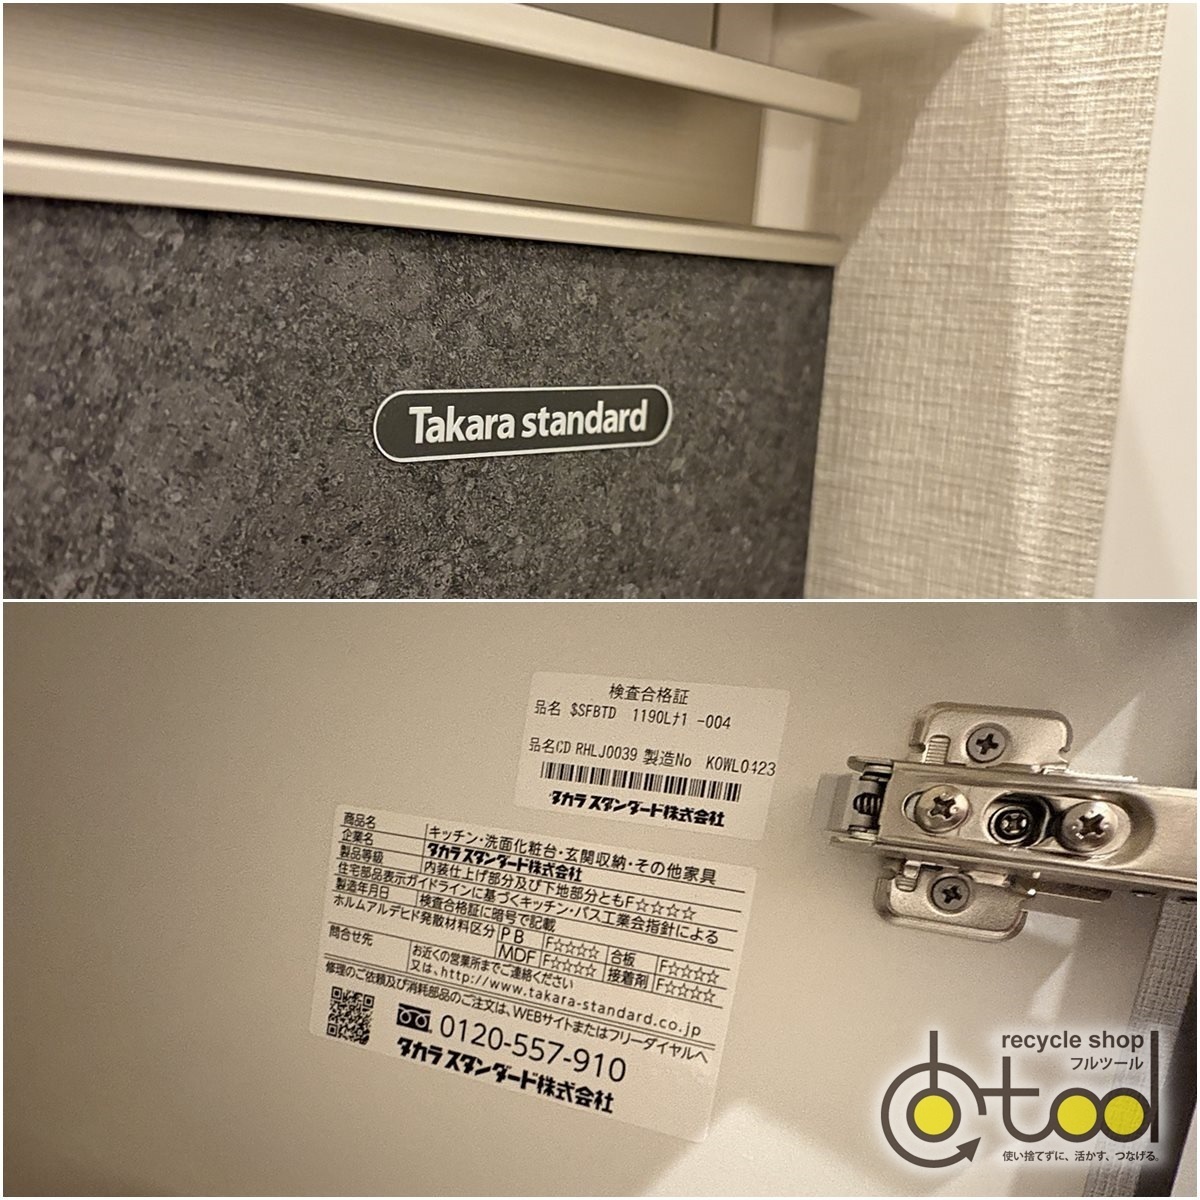 Takara standard
検査合格証
品名 $SFBTD 1190Lﾅ1 -004
品名CD RHLJ0039 製造No KOWL0423
タカラスタンダード株式会社
商品名 キッチン・洗面化粧台・玄関収納・その他家具
企業名 タカラスタンダード株式会社
製品等級 内装仕上げ部分及び下地部分ともF☆☆☆☆
住宅部品表示ガイドラインに基づくキッチン・バス工業会指針による
製造年月日 検査合格証に暗号で記載
ホルムアルデヒド発散材料区分 PB F☆☆☆☆ 合板 F☆☆☆☆
MDF F☆☆☆☆ 接着剤 F☆☆☆☆
問合せ先 お近くの営業所までご連絡ください
又は、http://www.takara-standard.co.jp
修理のご依頼及び消耗部品のご注文は、WEBサイトまたはフリーダイヤルへ
0120-557-910
タカラスタンダード株式会社
recycle shop
フルツール
tool
使い捨てずに、活かす、つなげる。